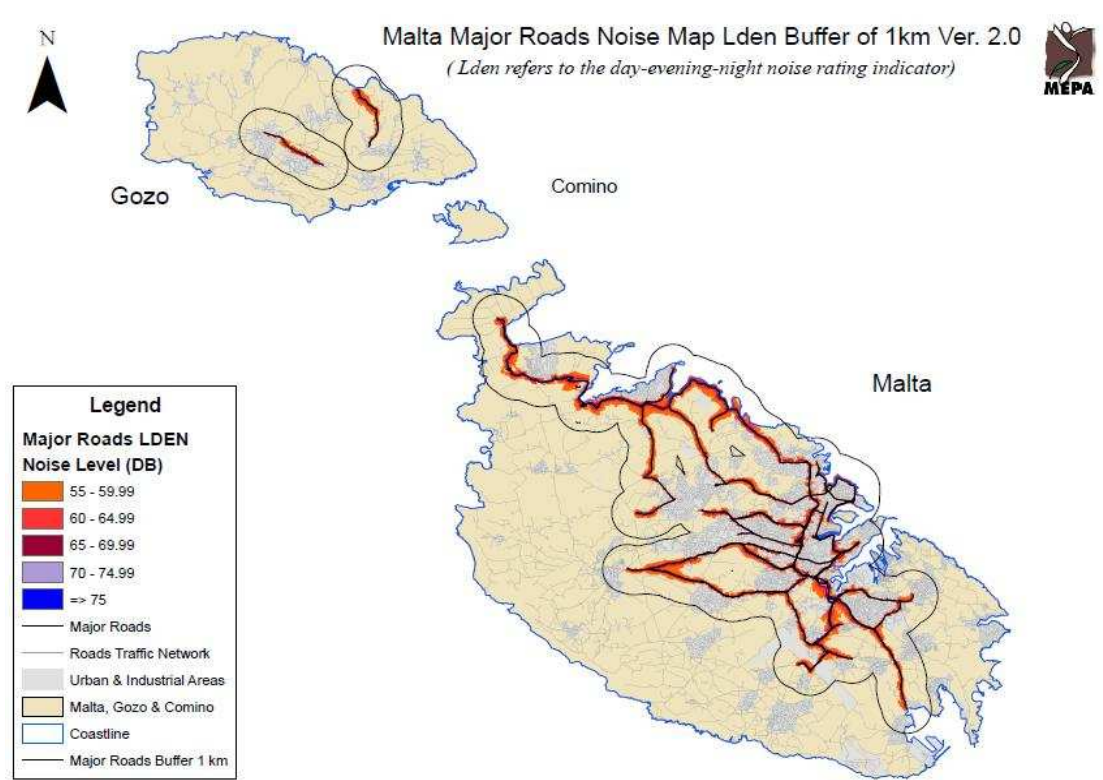 Malta Major Roads Noise Map Lden Buffer of 1km Ver. 2.0
( Lden refers to the day-evening-night noise rating indicator)
N
MEPA
Gozo
Comino
Malta
Legend
Major Roads LDEN
Noise Level (DB)
55 - 59.99
60 - 64.99
65 - 69.99
70 - 74.99
=> 75
Major Roads
Roads Traffic Network
Urban & Industrial Areas
Malta, Gozo & Comino
Coastline
Major Roads Buffer 1 km